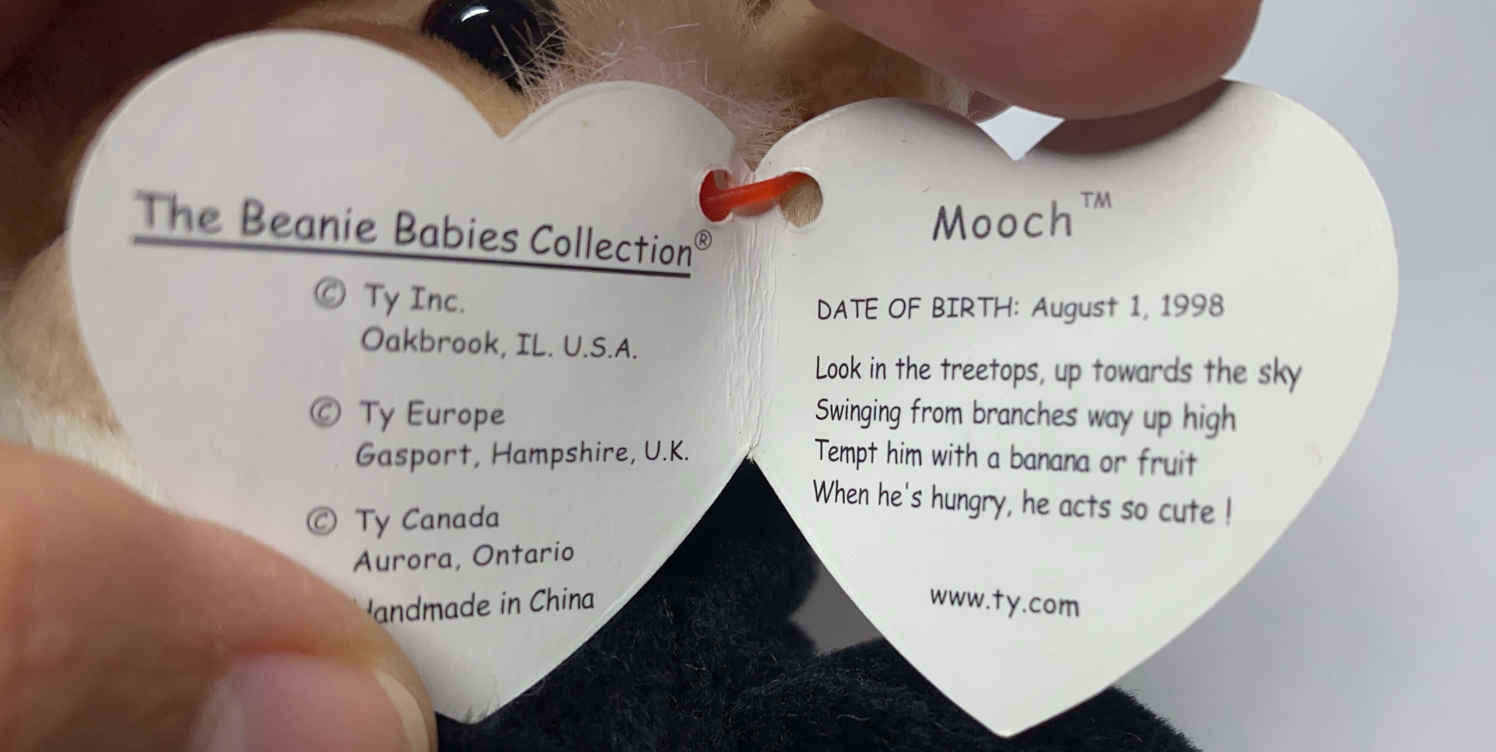 The Beanie Babies Collection®
© Ty Inc.
Oakbrook, IL. U.S.A.
© Ty Europe
Gasport, Hampshire, U.K.
© Ty Canada
Aurora, Ontario
Handmade in China
Mooch™
DATE OF BIRTH: August 1, 1998
Look in the treetops, up towards the sky
Swinging from branches way up high
Tempt him with a banana or fruit
When he's hungry, he acts so cute !
www.ty.com